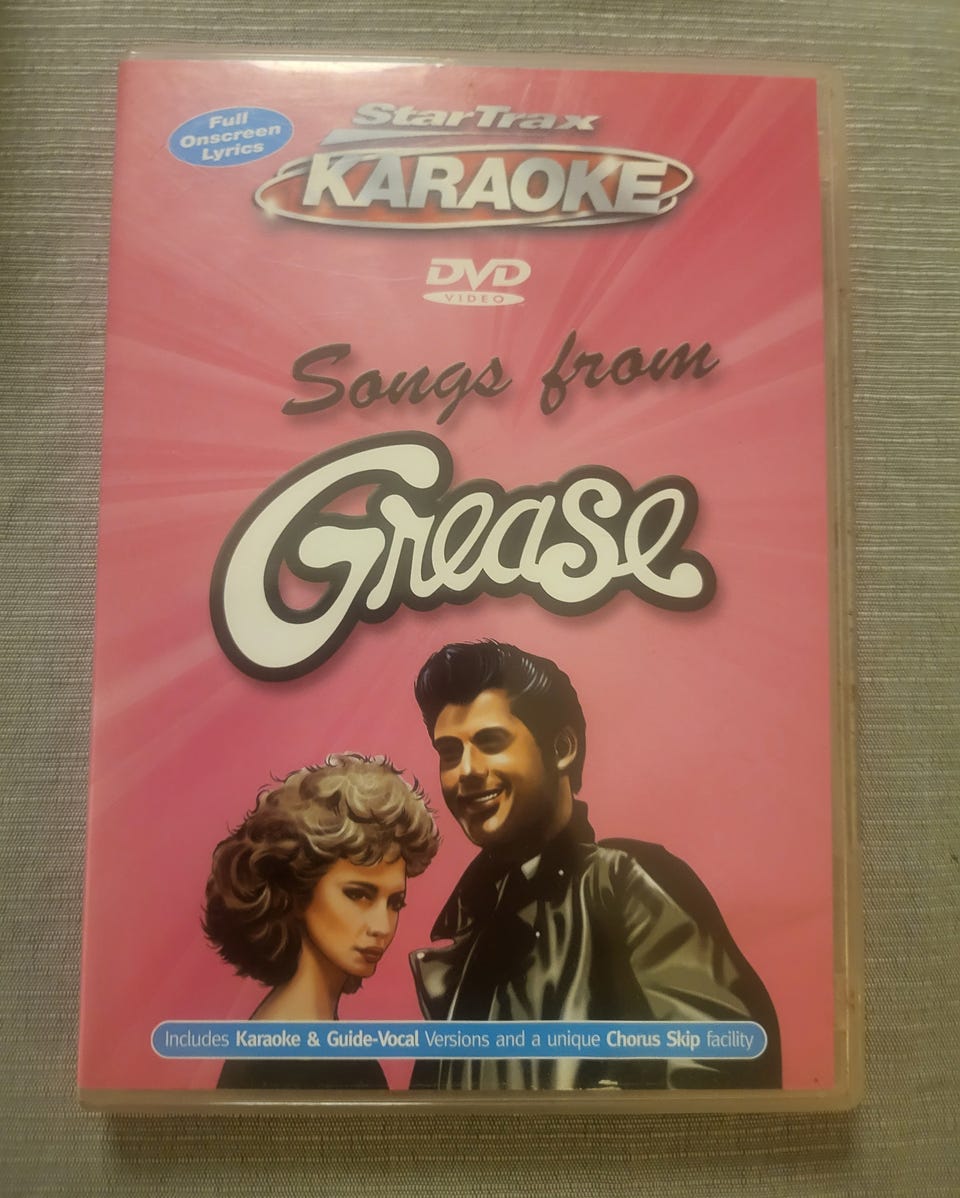 Full
Onscreen
Lyrics
StarTrax
KARAOKE
DVD
VIDEO
Songs from
Grease
Includes Karaoke & Guide-Vocal Versions and a unique Chorus Skip facility